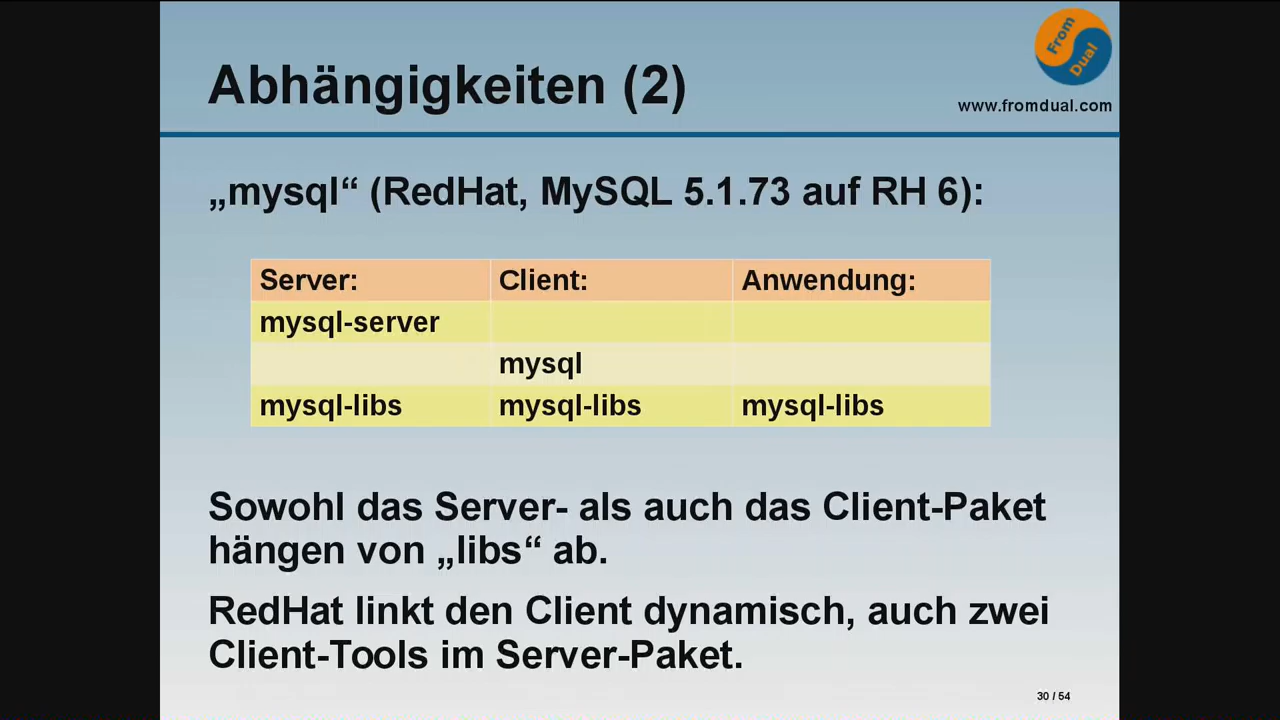 From
Dual
Abhängigkeiten (2)
www.fromdual.com
„mysql“ (RedHat, MySQL 5.1.73 auf RH 6):
Server: Client: Anwendung:
mysql-server
mysql
mysql-libs mysql-libs mysql-libs
Sowohl das Server- als auch das Client-Paket
hängen von „libs“ ab.
RedHat linkt den Client dynamisch, auch zwei
Client-Tools im Server-Paket.
30 / 54